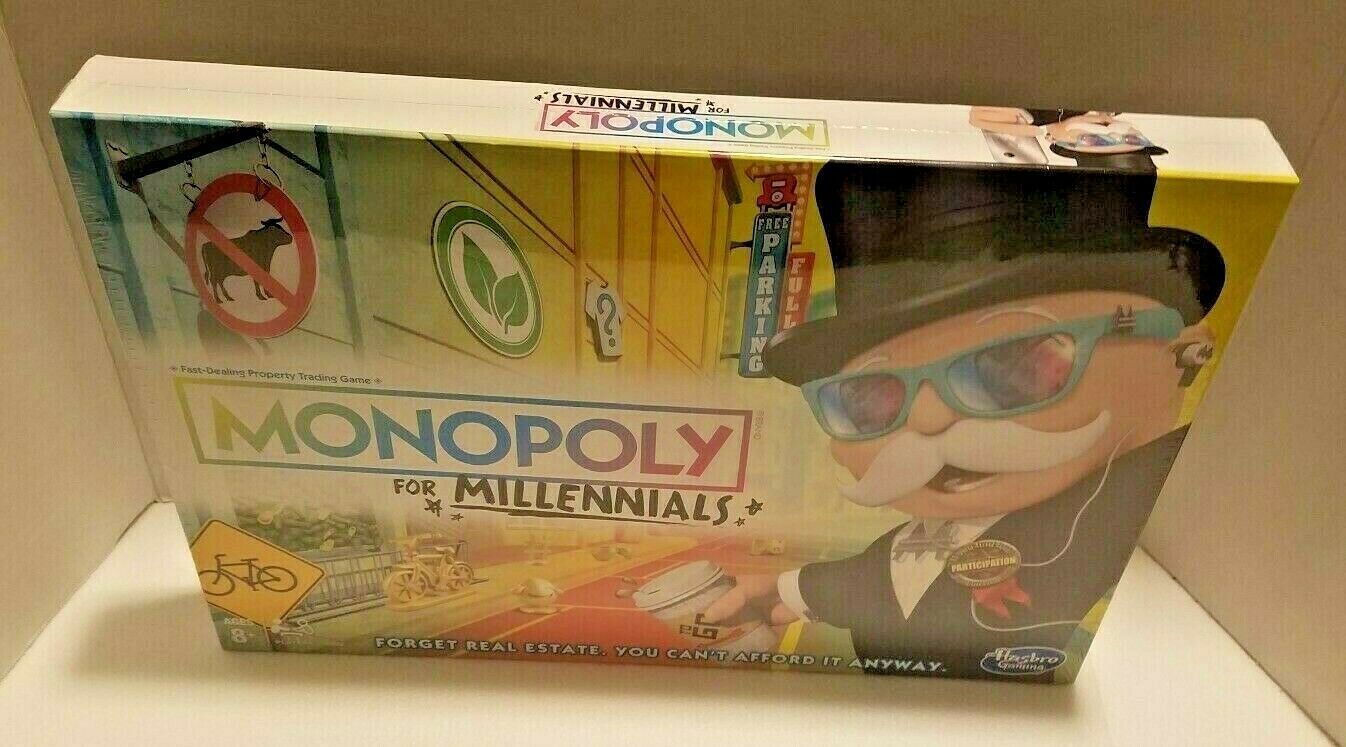 MONOPOLY
FOR MILLENNIALS
FREE
PARKING
FULL
Fast-Dealing Property Trading Game
MONOPOLY
BRAND
FOR MILLENNIALS
?
PARTICIPATION
AGES
8+
FORGET REAL ESTATE. YOU CAN'T AFFORD IT ANYWAY.
Hasbro
Gaming